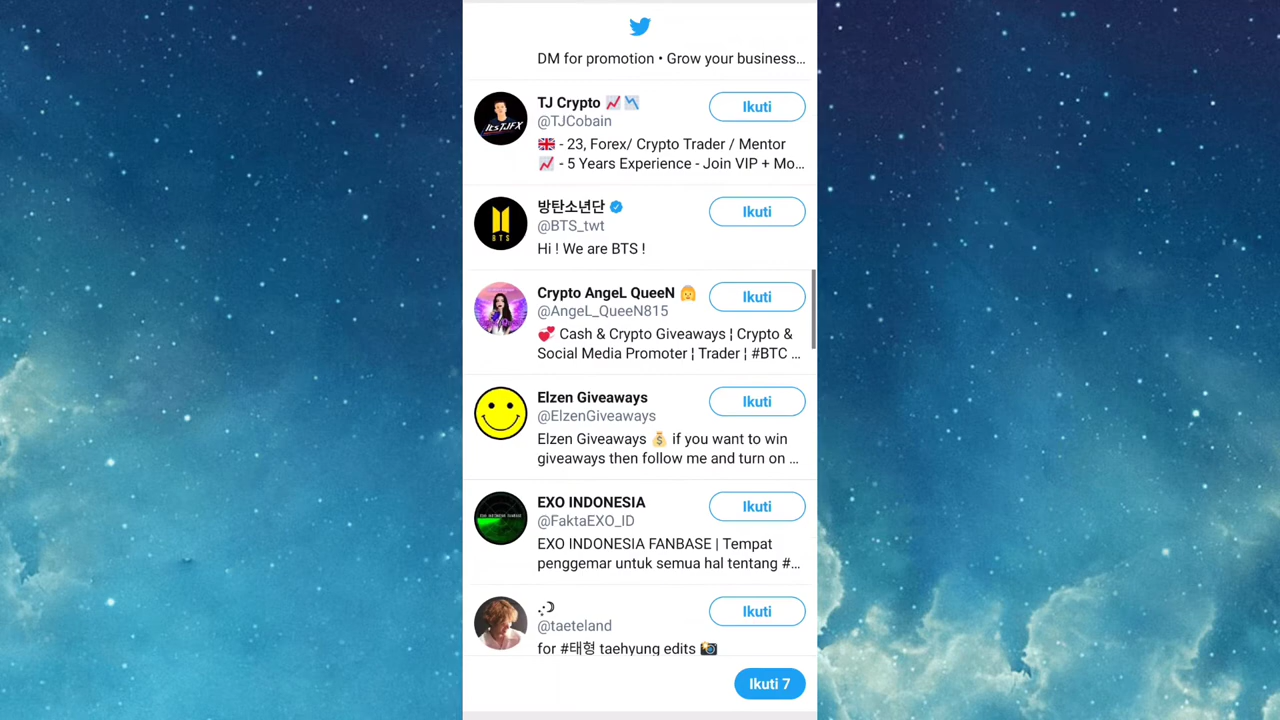 DM for promotion • Grow your business…
TJ Crypto 📈📉
Ikuti
@TJCobain
🇬🇧 - 23, Forex/ Crypto Trader / Mentor
📈 - 5 Years Experience - Join VIP + Mo…
ItsTJFX
방탄소년단
Ikuti
@BTS_twt
Hi ! We are BTS !
BTS
Crypto AngeL QueeN 👸
Ikuti
@AngeL_QueeN815
💞 Cash & Crypto Giveaways ¦ Crypto &
Social Media Promoter ¦ Trader ¦ #BTC …
Elzen Giveaways
Ikuti
@ElzenGiveaways
Elzen Giveaways 💰 if you want to win
giveaways then follow me and turn on …
EXO INDONESIA
Ikuti
@FaktaEXO_ID
EXO INDONESIA FANBASE | Tempat
penggemar untuk semua hal tentang #…
Ikuti
@taeteland
for #태형 taehyung edits 📸
Ikuti 7